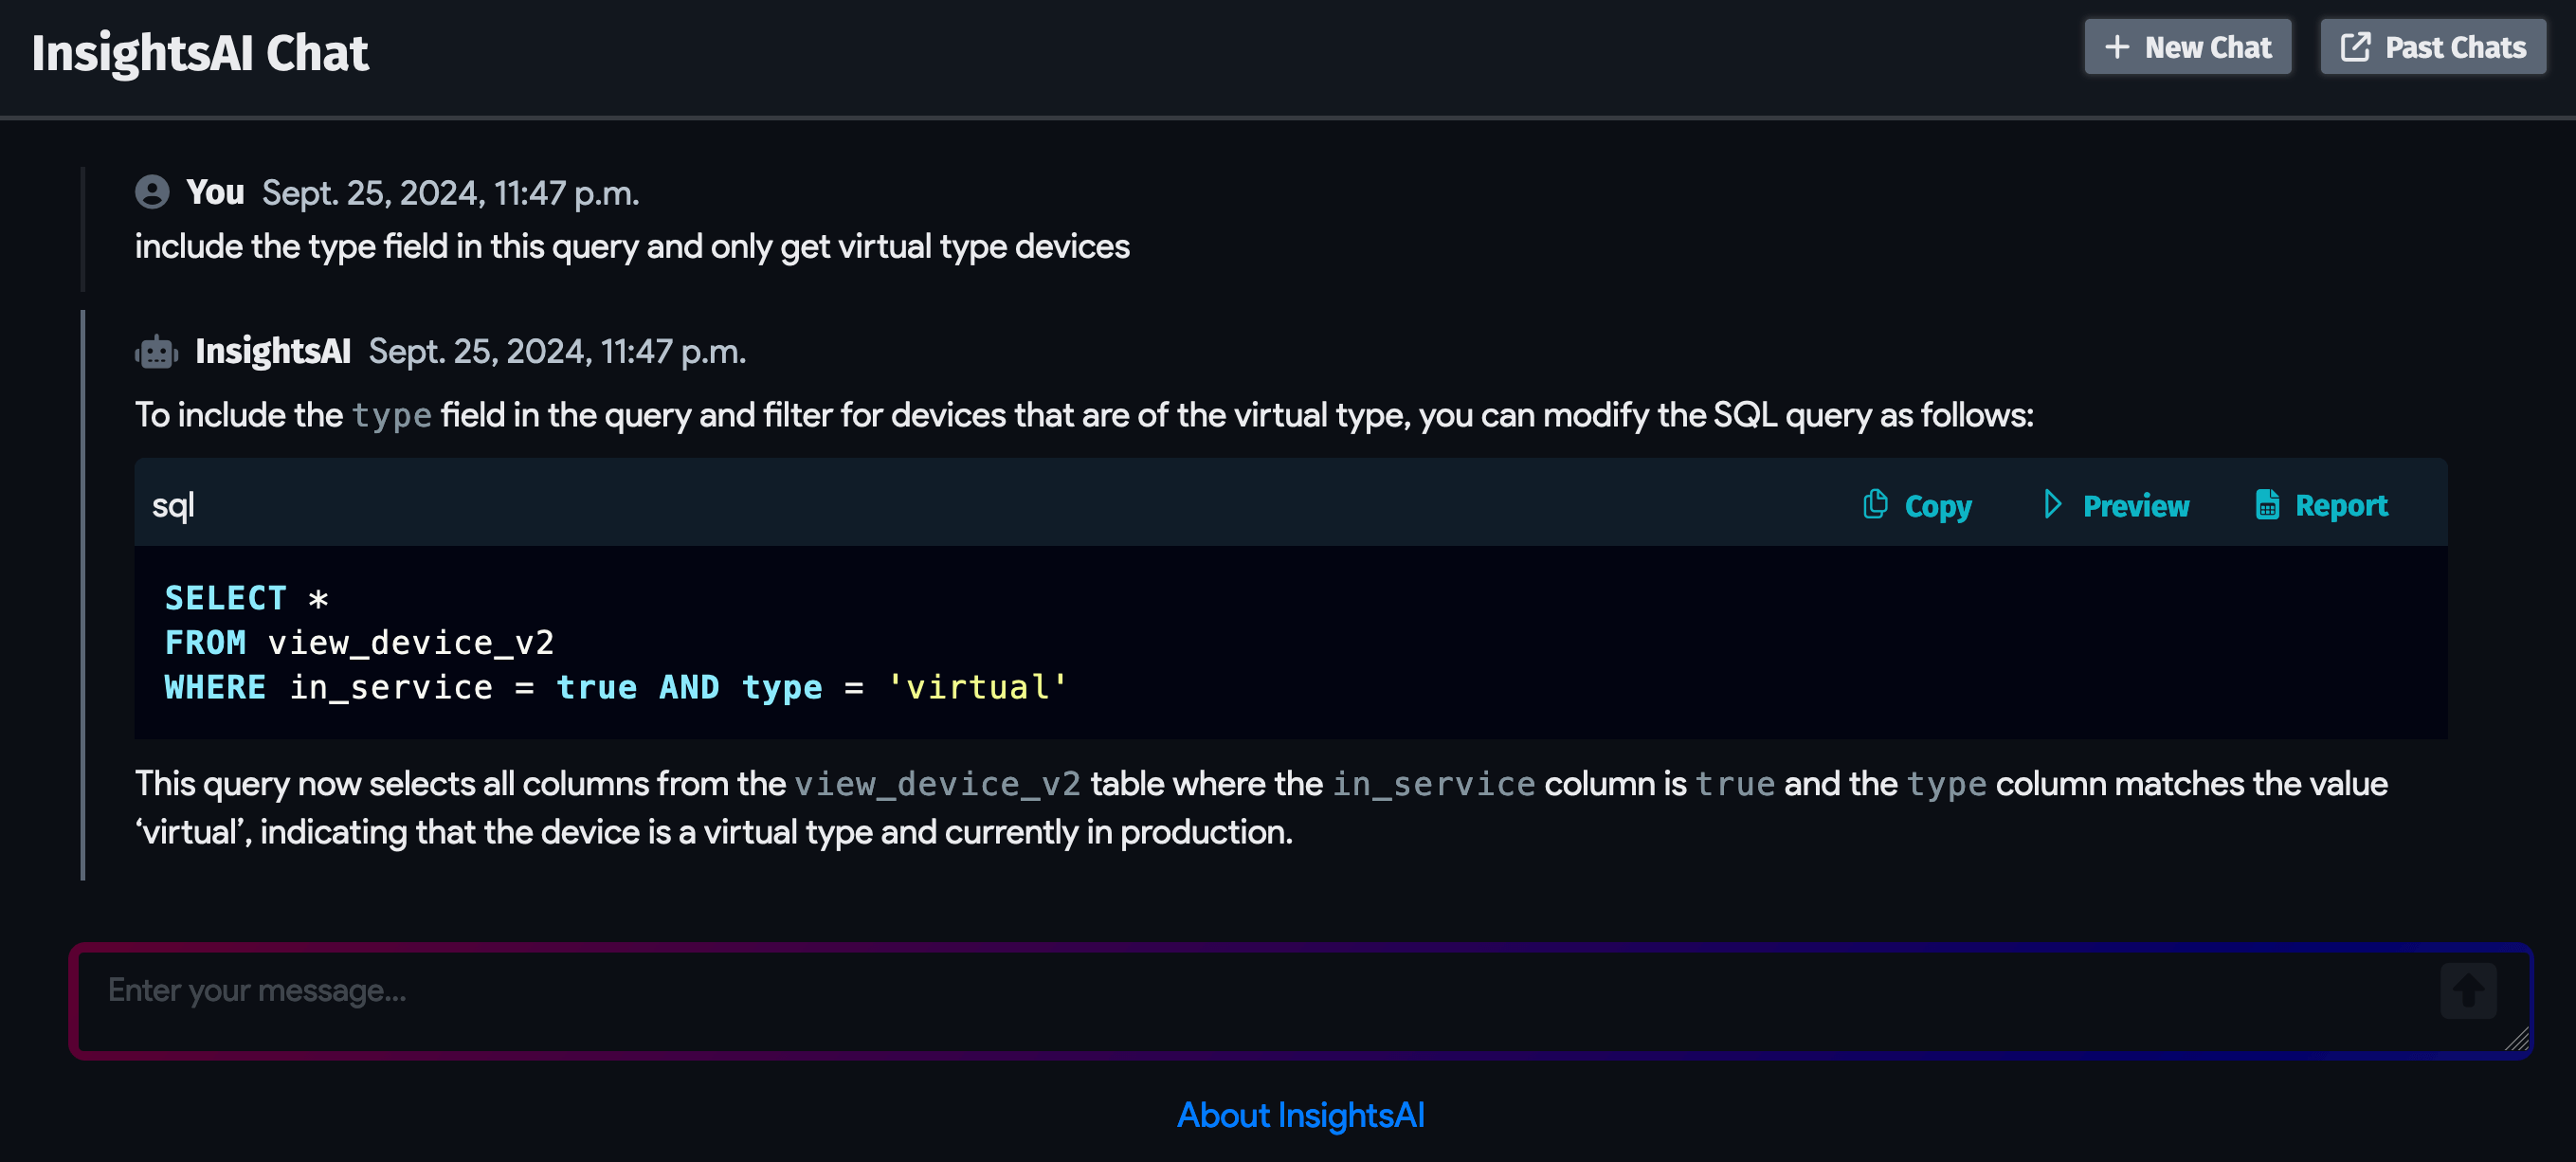 InsightsAI Chat
New Chat
Past Chats
You Sept. 25, 2024, 11:47 p.m.
include the type field in this query and only get virtual type devices
InsightsAI Sept. 25, 2024, 11:47 p.m.
To include the type field in the query and filter for devices that are of the virtual type, you can modify the SQL query as follows:
sql
Copy
Preview
Report
SELECT *
FROM view_device_v2
WHERE in_service = true AND type = 'virtual'
This query now selects all columns from the view_device_v2 table where the in_service column is true and the type column matches the value
‘virtual’, indicating that the device is a virtual type and currently in production.
Enter your message...
About InsightsAI